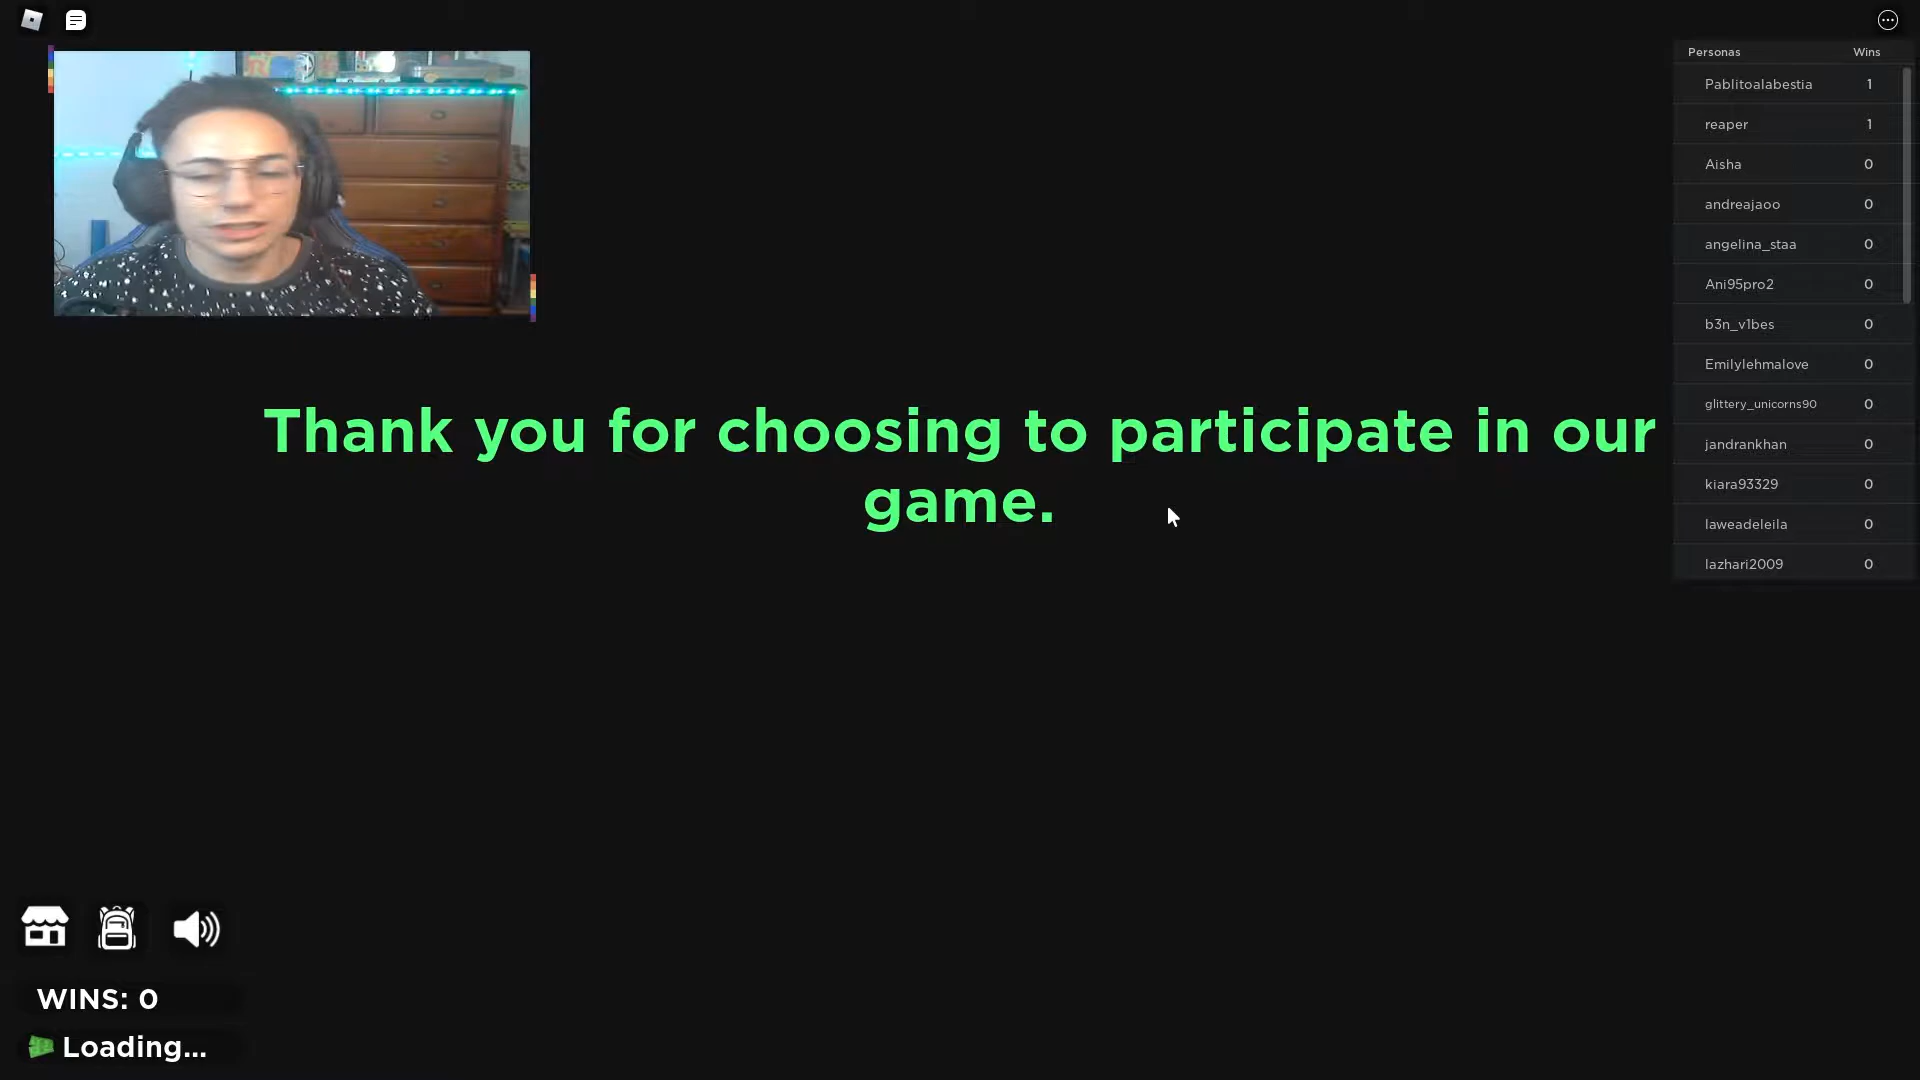 Personas Wins
Pablitoalabestia 1
reaper 1
Aisha 0
andreajaoo 0
angelina_staa 0
Ani95pro2 0
b3n_v1bes 0
Emilylehmalove 0
glittery_unicorns90 0
jandrankhan 0
kiara93329 0
laweadeleila 0
lazhari2009 0
Thank you for choosing to participate in our
game.
WINS: 0
Loading...